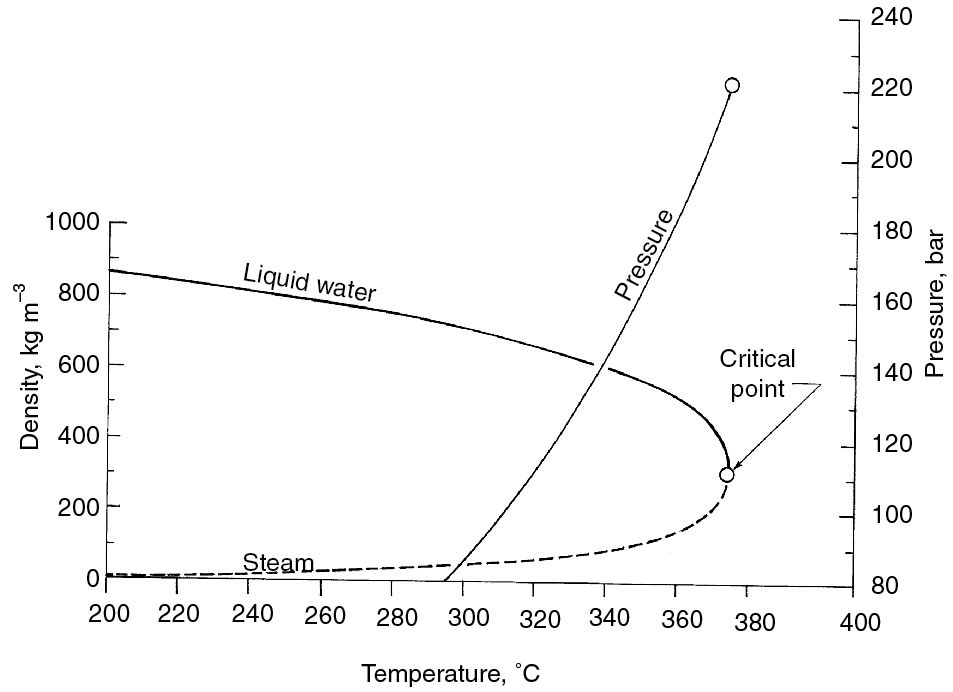 240
220
200
180
160
140
120
100
80
Pressure, bar
Pressure
1000
800
600
400
200
0
Density, kg m⁻³
Liquid water
Critical
point
Steam
200 220 240 260 280 300 320 340 360 380 400
Temperature, °C